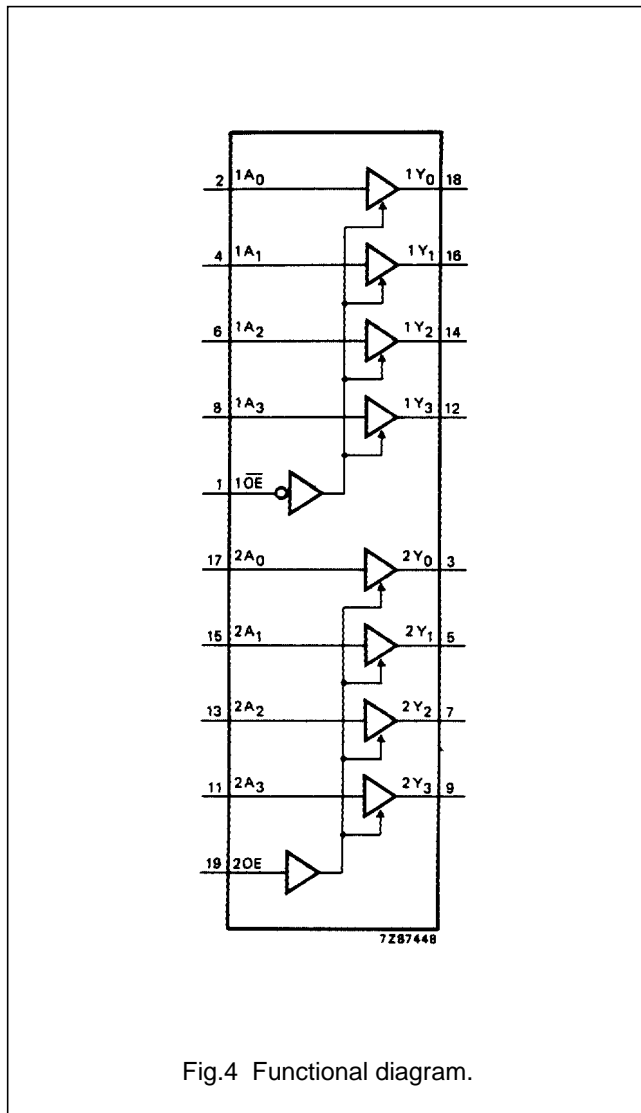 2 1A0 1Y0 18
4 1A1 1Y1 16
6 1A2 1Y2 14
8 1A3 1Y3 12
1 1O̅E̅
17 2A0 2Y0 3
15 2A1 2Y1 5
13 2A2 2Y2 7
11 2A3 2Y3 9
19 2OE
7Z87448
Fig.4 Functional diagram.